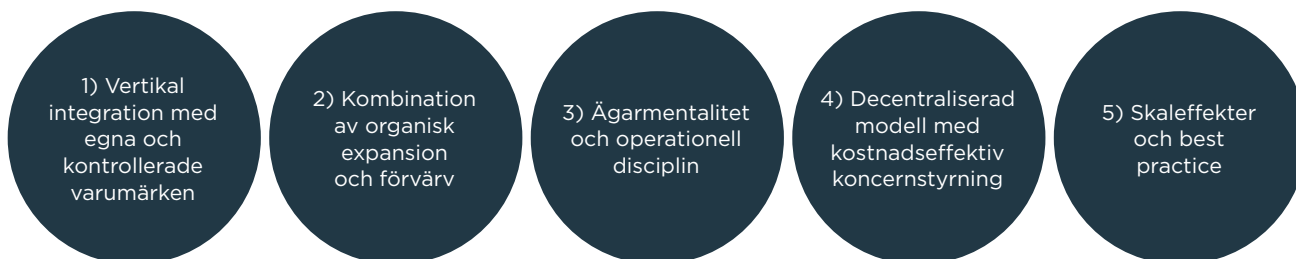 1) Vertikal
integration med
egna och
kontrollerade
varumärken
2) Kombination
av organisk
expansion
och förvärv
3) Ägarmentalitet
och operationell
disciplin
4) Decentraliserad
modell med
kostnadseffektiv
koncernstyrning
5) Skaleffekter
och best
practice